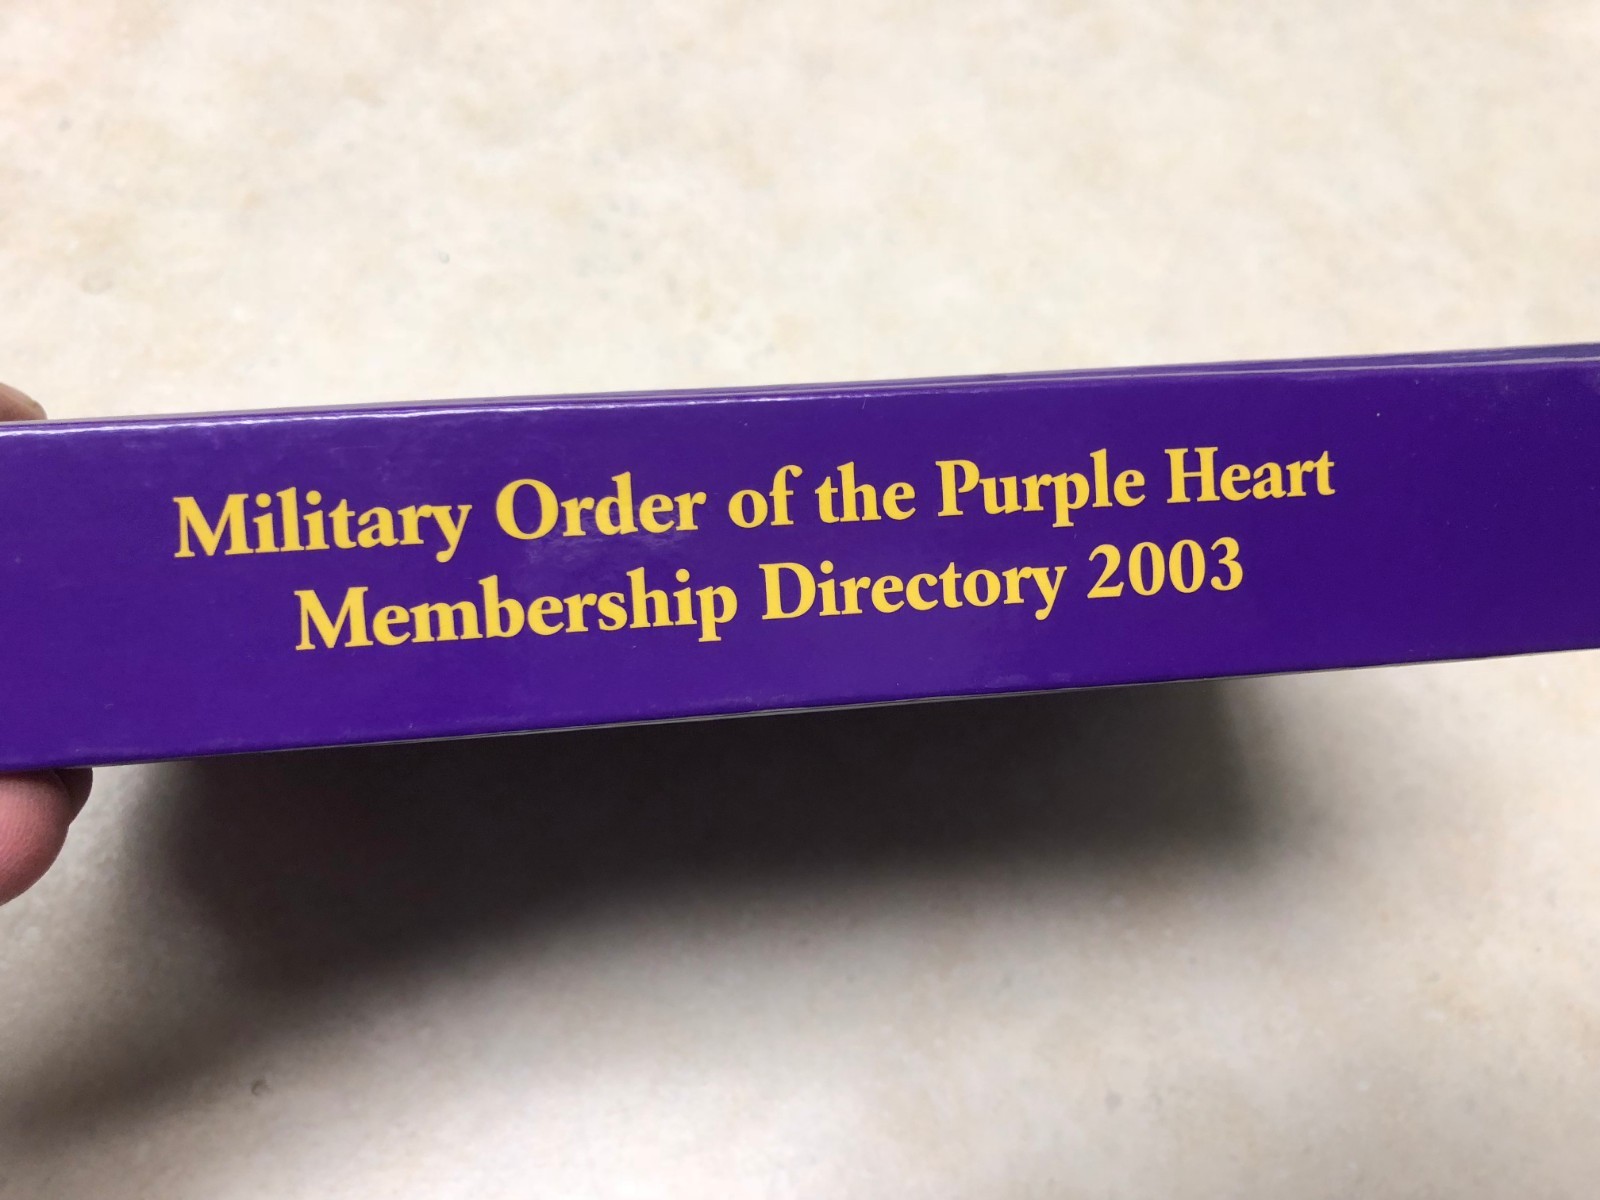 Military Order of the Purple Heart
Membership Directory 2003